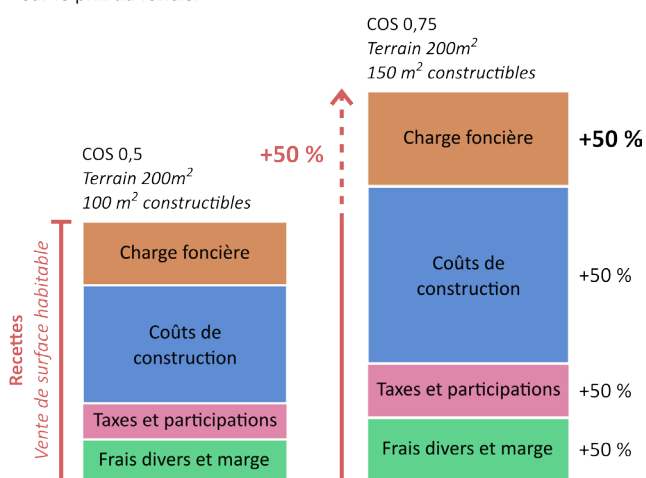 COS 0,75
Terrain 200m²
150 m² constructibles
COS 0,5
Terrain 200m²
100 m² constructibles
+50 %
Charge foncière
+50 %
Charge foncière
Coûts de
construction
+50 %
Coûts de
construction
Taxes et participations
+50 %
Taxes et participations
Frais divers et marge
+50 %
Frais divers et marge
Recettes
Vente de surface habitable